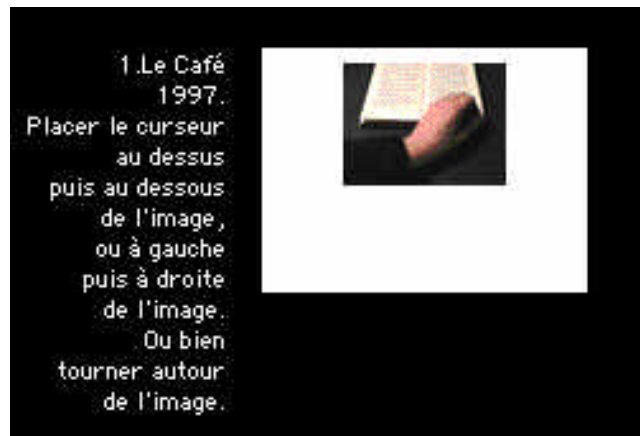 1.Le Café
1997.
Placer le curseur
au dessus
puis au dessous
de l'image,
ou à gauche
puis à droite
de l'image.
Ou bien
tourner autour
de l'image.